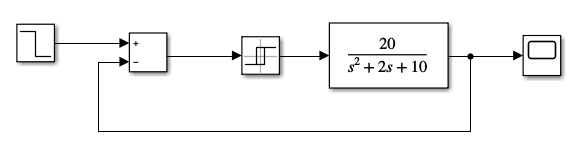 +
−
20
s² + 2s + 10